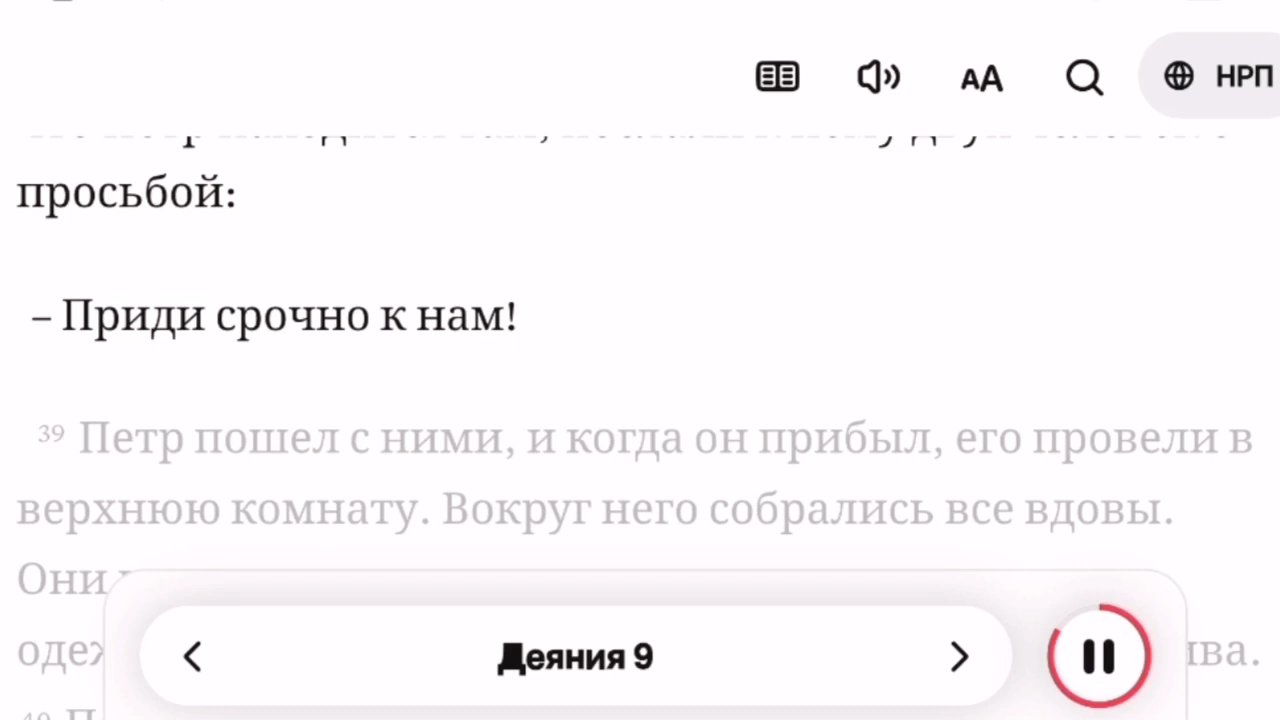 AA
НРП
просьбой:
– Приди срочно к нам!
39 Петр пошел с ними, и когда он прибыл, его провели в
верхнюю комнату. Вокруг него собрались все вдовы.
Они
Деяния 9